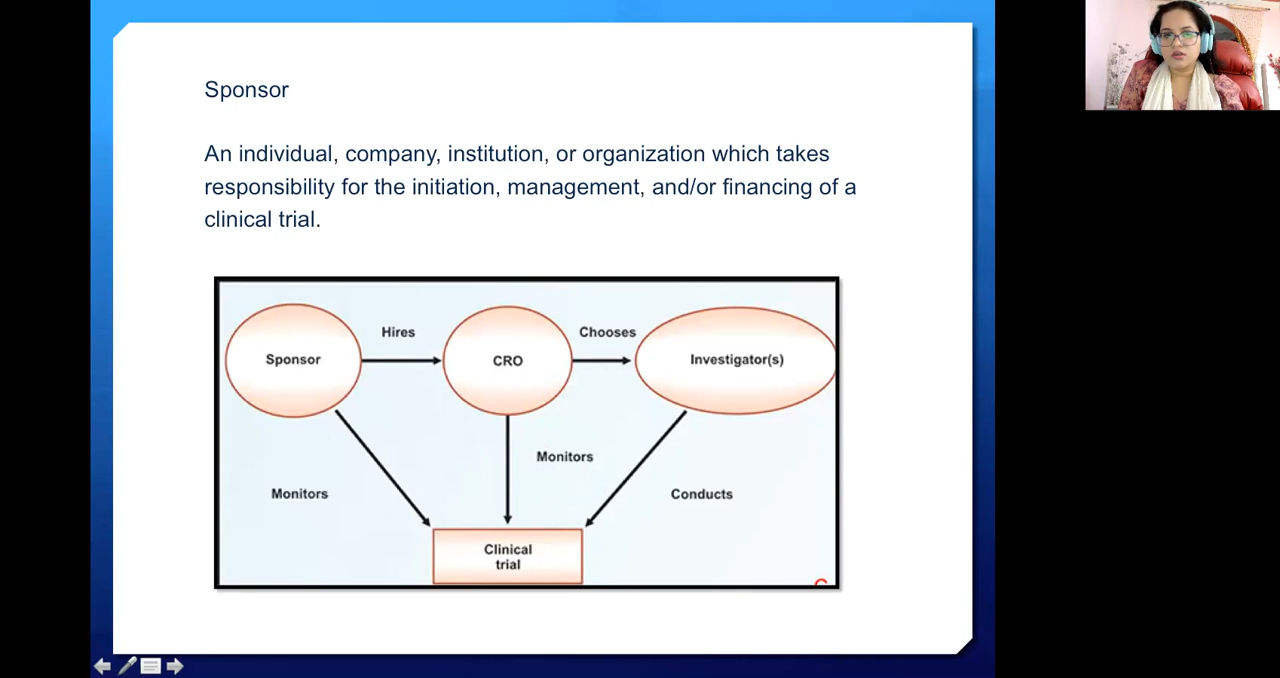 Sponsor
An individual, company, institution, or organization which takes
responsibility for the initiation, management, and/or financing of a
clinical trial.
Hires
Chooses
Sponsor
CRO
Investigator(s)
Monitors
Monitors
Conducts
Clinical
trial